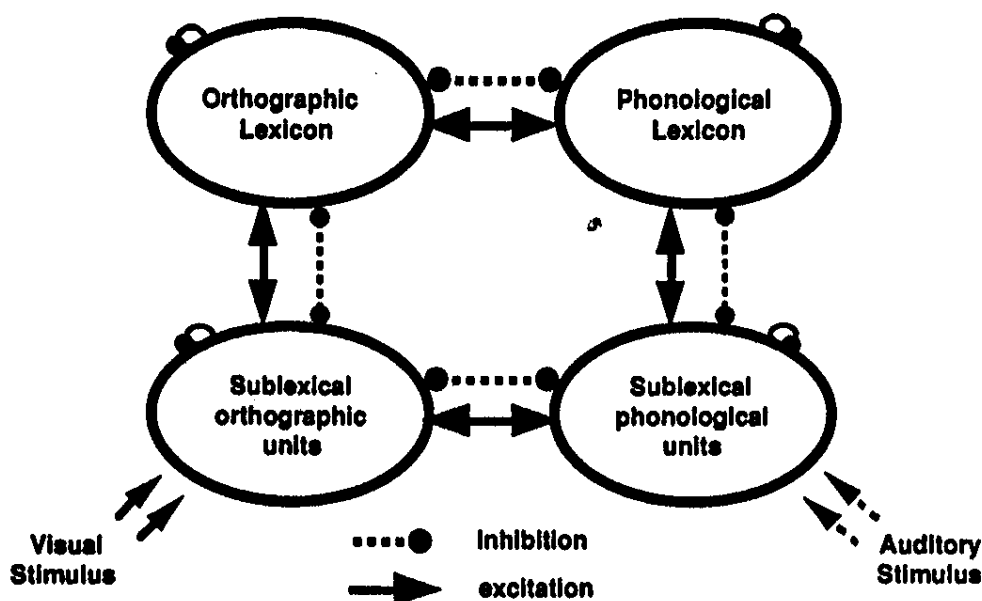 Orthographic
Lexicon
Phonological
Lexicon
Sublexical
orthographic
units
Sublexical
phonological
units
Visual
Stimulus
Inhibition
excitation
Auditory
Stimulus